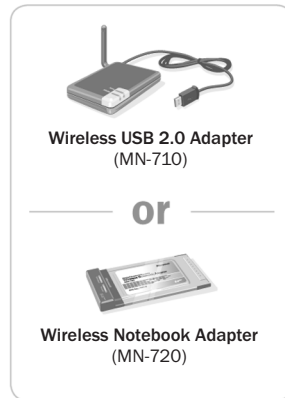 Wireless USB 2.0 Adapter
(MN-710)
or
Wireless Notebook Adapter
(MN-720)